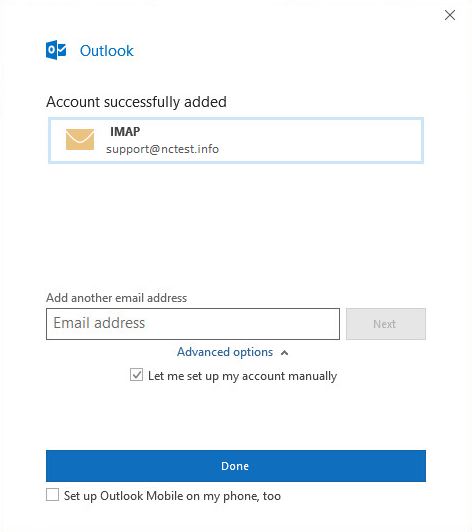 Outlook
Account successfully added
IMAP
support@nctest.info
Add another email address
Email address
Next
Advanced options
Let me set up my account manually
Done
Set up Outlook Mobile on my phone, too